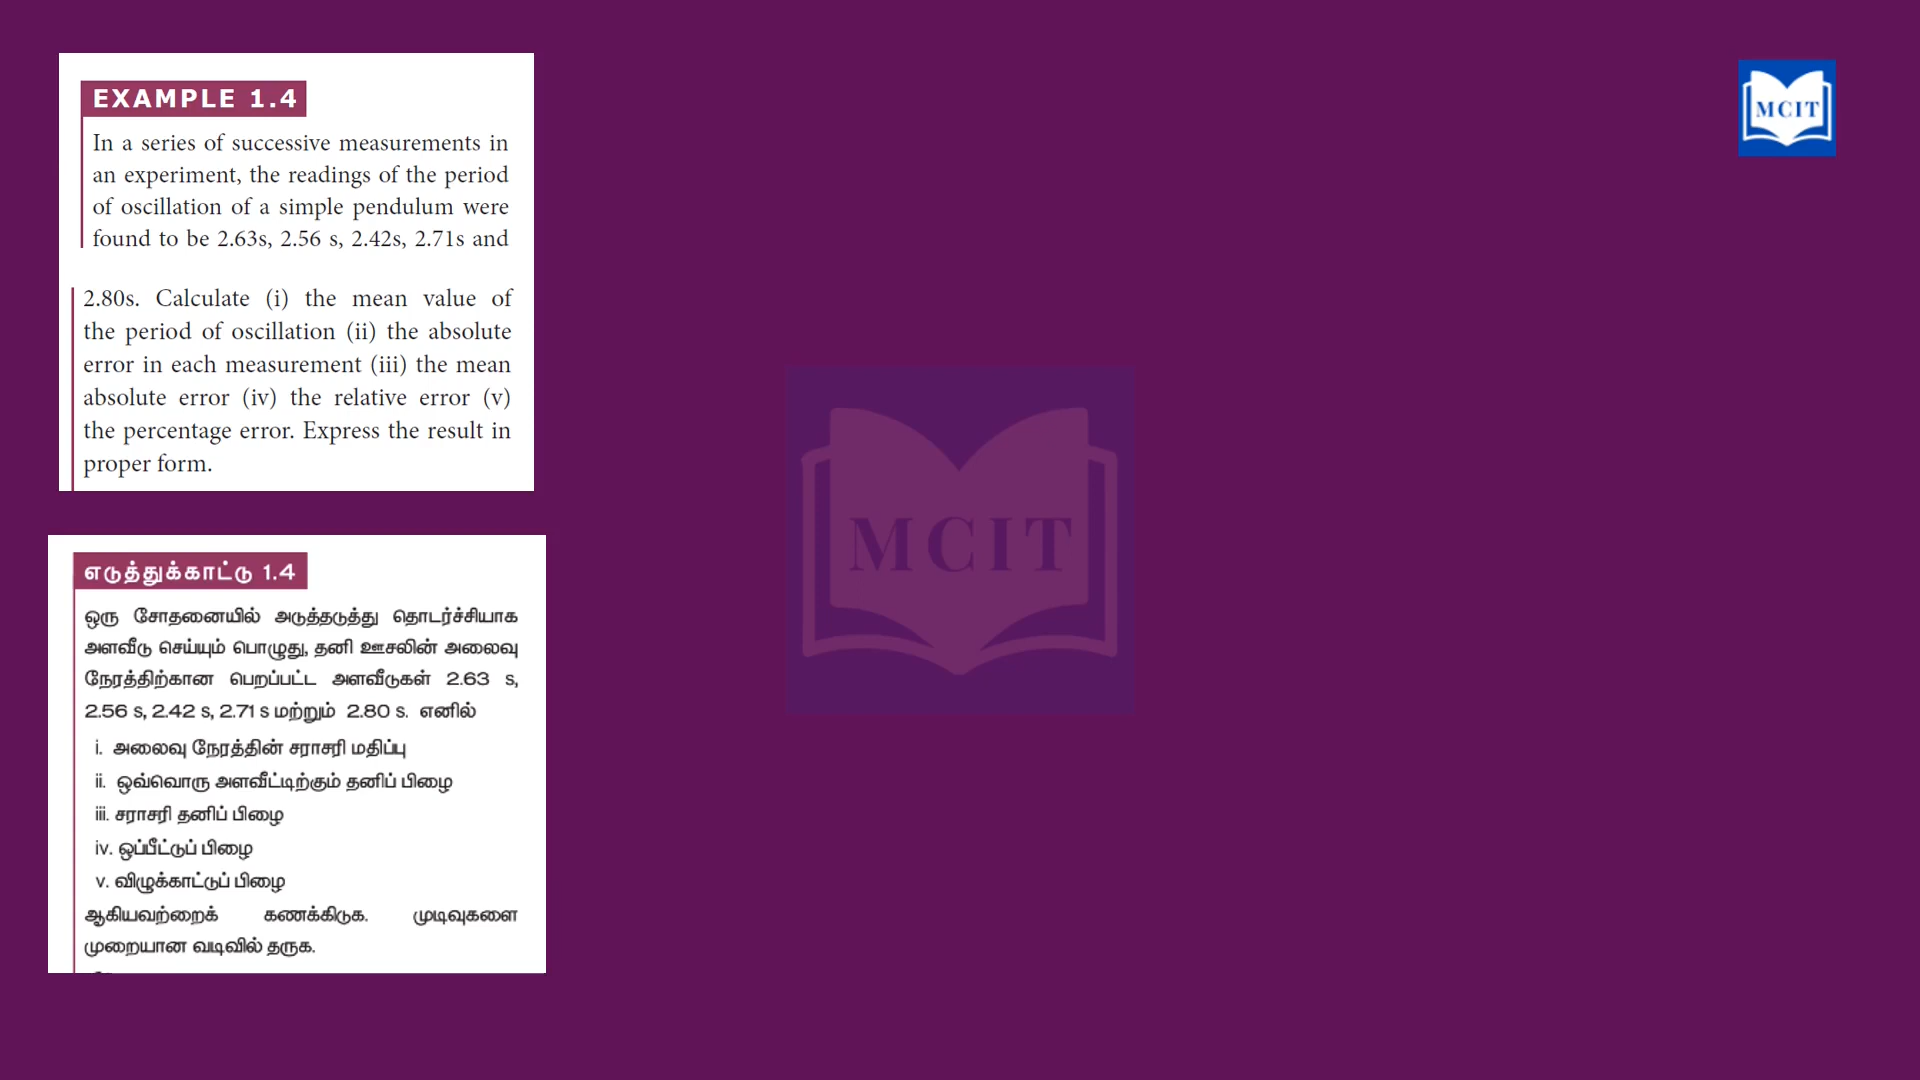 EXAMPLE 1.4
In a series of successive measurements in
an experiment, the readings of the period
of oscillation of a simple pendulum were
found to be 2.63s, 2.56 s, 2.42s, 2.71s and
2.80s. Calculate (i) the mean value of
the period of oscillation (ii) the absolute
error in each measurement (iii) the mean
absolute error (iv) the relative error (v)
the percentage error. Express the result in
proper form.
எடுத்துக்காட்டு 1.4
ஒரு சோதனையில் அடுத்தடுத்து தொடர்ச்சியாக
அளவீடு செய்யும் பொழுது, தனி ஊசலின் அலைவு
நேரத்திற்கான பெறப்பட்ட அளவீடுகள் 2.63 s,
2.56 s, 2.42 s, 2.71 s மற்றும் 2.80 s. எனில்
i. அலைவு நேரத்தின் சராசரி மதிப்பு
ii. ஒவ்வொரு அளவீட்டிற்கும் தனிப் பிழை
iii. சராசரி தனிப் பிழை
iv. ஒப்பீட்டுப் பிழை
v. விழுக்காட்டுப் பிழை
ஆகியவற்றைக் கணக்கிடுக. முடிவுகளை
முறையான வடிவில் தருக.
MCIT
MCIT